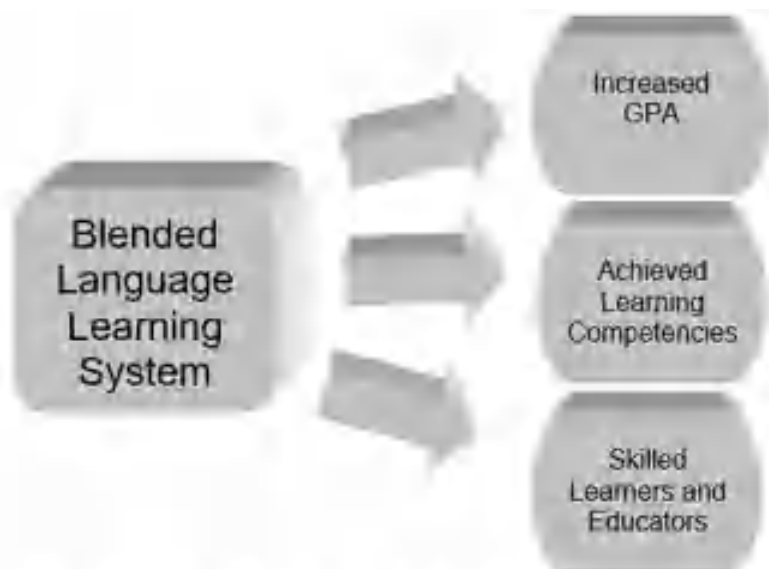 Blended
Language
Learning
System
Increased
GPA
Achieved
Learning
Competencies
Skilled
Learners and
Educators